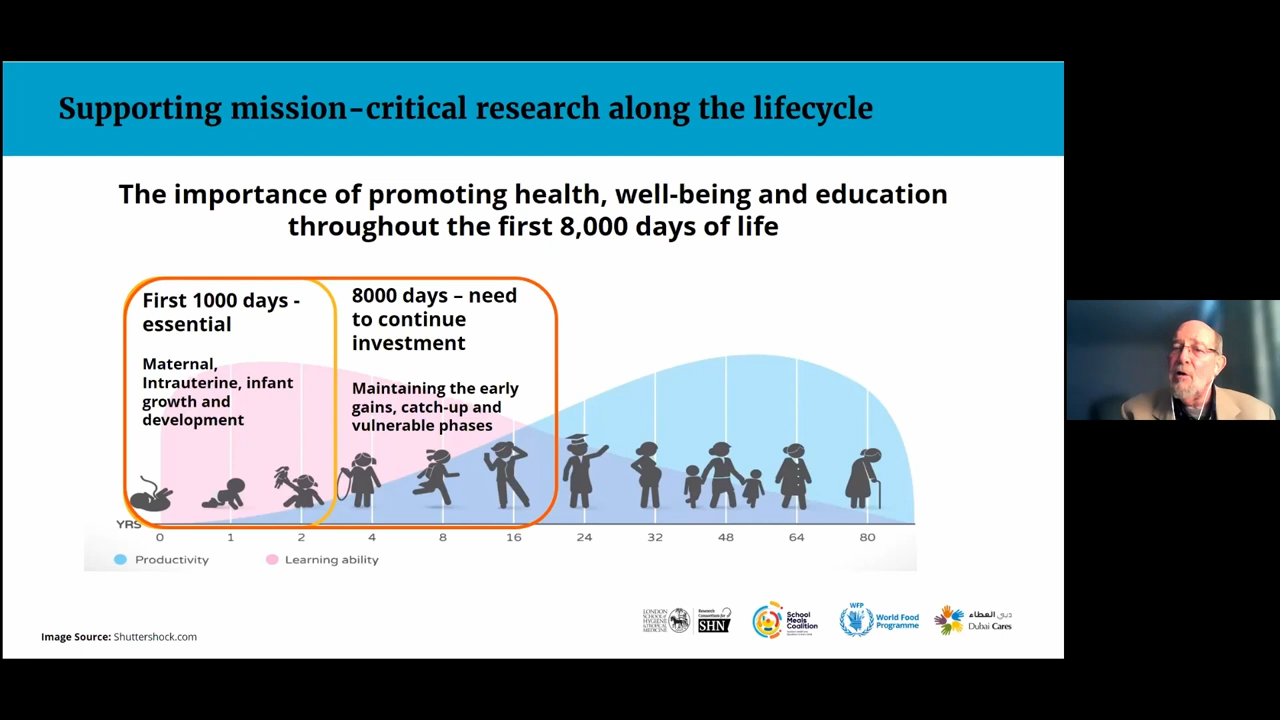 Supporting mission-critical research along the lifecycle
The importance of promoting health, well-being and education
throughout the first 8,000 days of life
First 1000 days -
essential
Maternal,
Intrauterine, infant
growth and
development
8000 days – need
to continue
investment
Maintaining the early
gains, catch-up and
vulnerable phases
YRS
0 1 2 4 8 16 24 32 48 64 80
Productivity Learning ability
LONDON
SCHOOL of
HYGIENE
&TROPICAL
MEDICINE
Research
Consortium for
SHN
School
Meals
Coalition
WFP
World Food
Programme
دبي العطاء
Dubai Cares
Image Source: Shuttershock.com